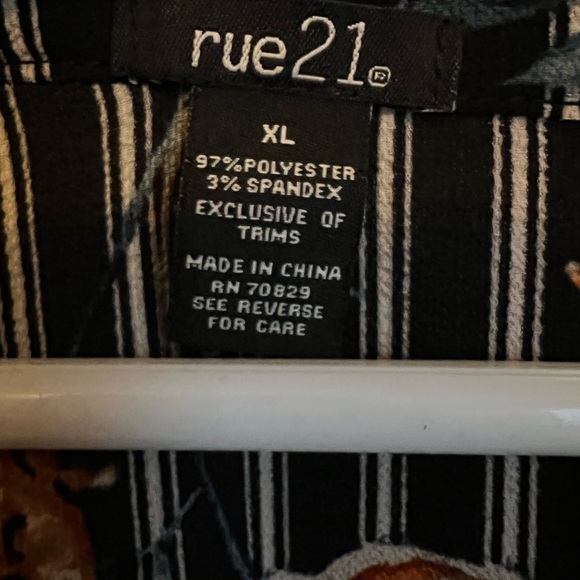 rue21®
XL
97%POLYESTER
3% SPANDEX
EXCLUSIVE OF
TRIMS
MADE IN CHINA
RN 70829
SEE REVERSE
FOR CARE